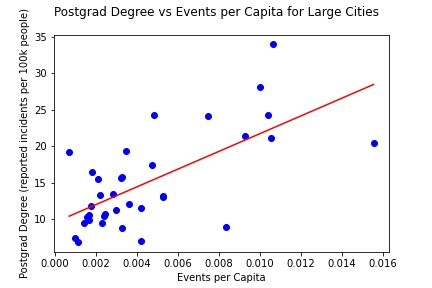 Postgrad Degree vs Events per Capita for Large Cities
Postgrad Degree (reported incidents per 100k people)
35
30
25
20
15
10
0.000 0.002 0.004 0.006 0.008 0.010 0.012 0.014 0.016
Events per Capita